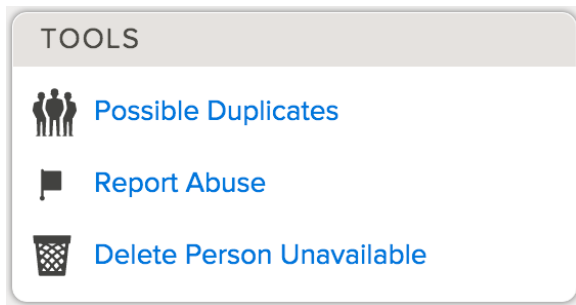 TOOLS
Possible Duplicates
Report Abuse
Delete Person Unavailable